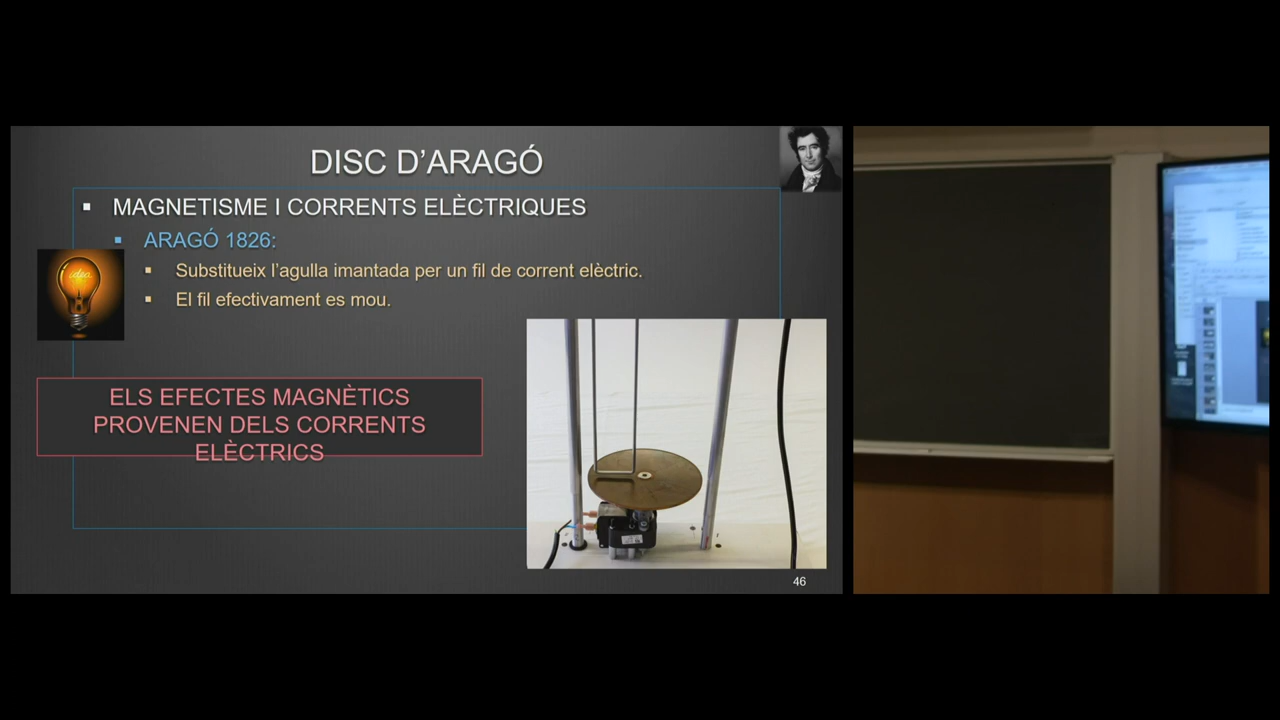 DISC D'ARAGÓ
MAGNETISME I CORRENTS ELÈCTRIQUES
ARAGÓ 1826:
Substitueix l'agulla imantada per un fil de corrent elèctric.
El fil efectivament es mou.
idea
ELS EFECTES MAGNÈTICS
PROVENEN DELS CORRENTS
ELÈCTRICS
46